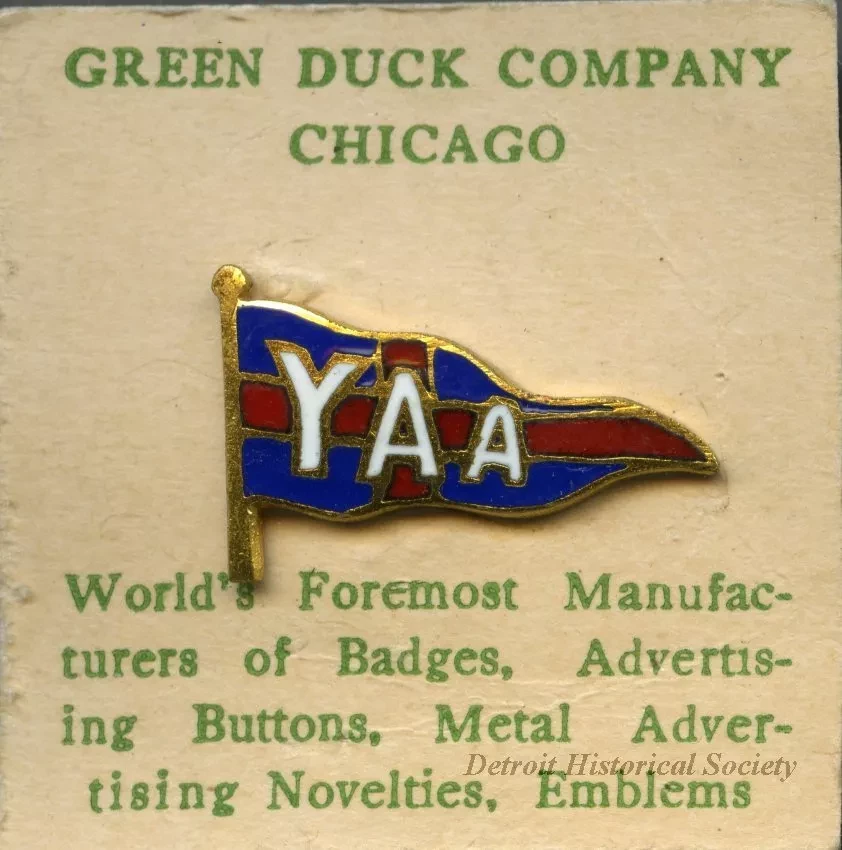 GREEN DUCK COMPANY
CHICAGO
YAA
World's Foremost Manufac-
turers of Badges, Advertis-
ing Buttons, Metal Adver-
Detroit Historical Society
tising Novelties, Emblems